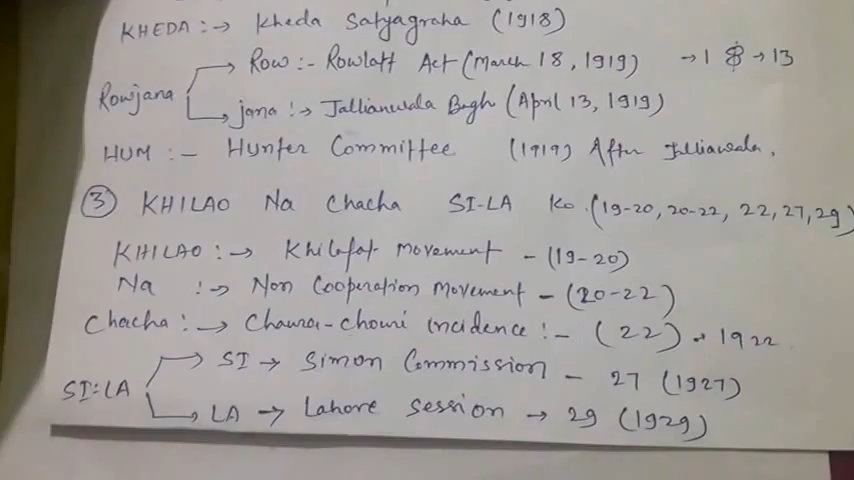 KHEDA :→ Kheda Satyagraha (1918)
Rowjana → Row :- Rowlatt Act (March 18, 1919) → 1 8 → 13
→ jana :→ Jallianwala Bagh (April 13, 1919)
HUM :- Hunter Committee (1919) After Jalliawala.
③ KHILAO Na Chacha SI-LA Ko. (19-20, 20-22, 22, 27, 29)
KHILAO :→ Khilafat Movement - (19-20)
Na :→ Non Cooperation Movement - (20-22)
Chacha :→ Chaura-Chouri incidence :- (22) → 1922
SI:LA → SI → Simon Commission - 27 (1927)
→ LA → Lahore session → 29 (1929)